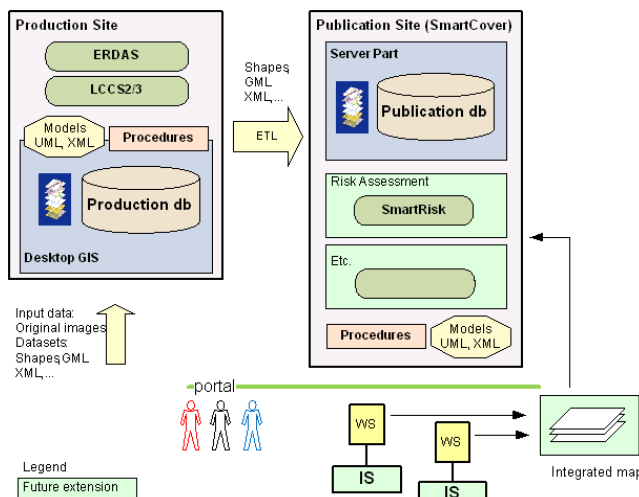 Production Site
ERDAS
LCCS2/3
Models
UML, XML
Procedures
Production db
Desktop GIS
Input data:
Original images
Datasets:
Shapes,GML
XML,...
Shapes,
GML
XML,...
ETL
Publication Site (SmartCover)
Server Part
Publication db
Risk Assessment
SmartRisk
Etc.
Procedures
Models
UML, XML
portal
WS
IS
WS
IS
Integrated map
Legend
Future extension